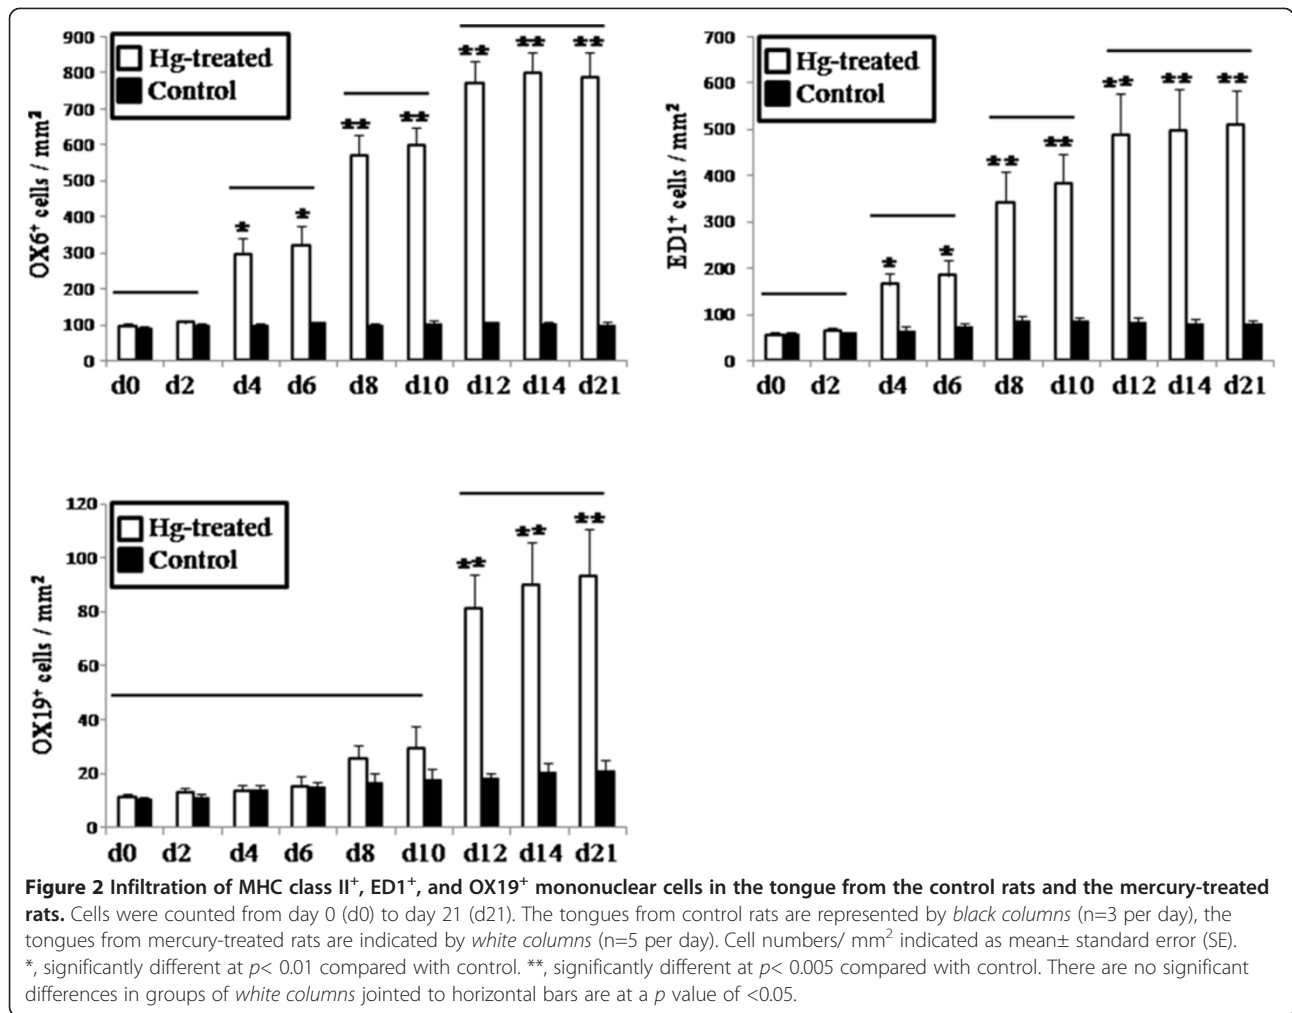 900
800
700
600
500
400
300
200
100
0
OX6⁺ cells / mm²
Hg-treated
Control
* * ** ** ** ** **
d0 d2 d4 d6 d8 d10 d12 d14 d21
700
600
500
400
300
200
100
0
ED1⁺ cells / mm²
Hg-treated
Control
* * ** ** ** ** **
d0 d2 d4 d6 d8 d10 d12 d14 d21
120
100
80
60
40
20
0
OX19⁺ cells / mm²
Hg-treated
Control
** ** **
d0 d2 d4 d6 d8 d10 d12 d14 d21
Figure 2 Infiltration of MHC class II⁺, ED1⁺, and OX19⁺ mononuclear cells in the tongue from the control rats and the mercury-treated
rats. Cells were counted from day 0 (d0) to day 21 (d21). The tongues from control rats are represented by black columns (n=3 per day), the
tongues from mercury-treated rats are indicated by white columns (n=5 per day). Cell numbers/ mm² indicated as mean± standard error (SE).
*, significantly different at p< 0.01 compared with control. **, significantly different at p< 0.005 compared with control. There are no significant
differences in groups of white columns jointed to horizontal bars are at a p value of <0.05.